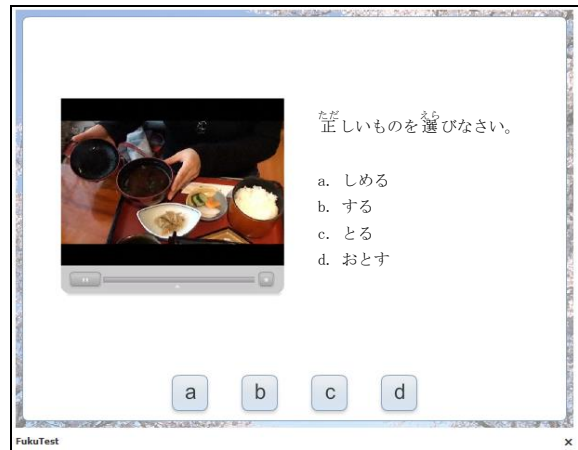 正しいものを選びなさい。
a. しめる
b. する
c. とる
d. おとす
a b c d
FukuTest